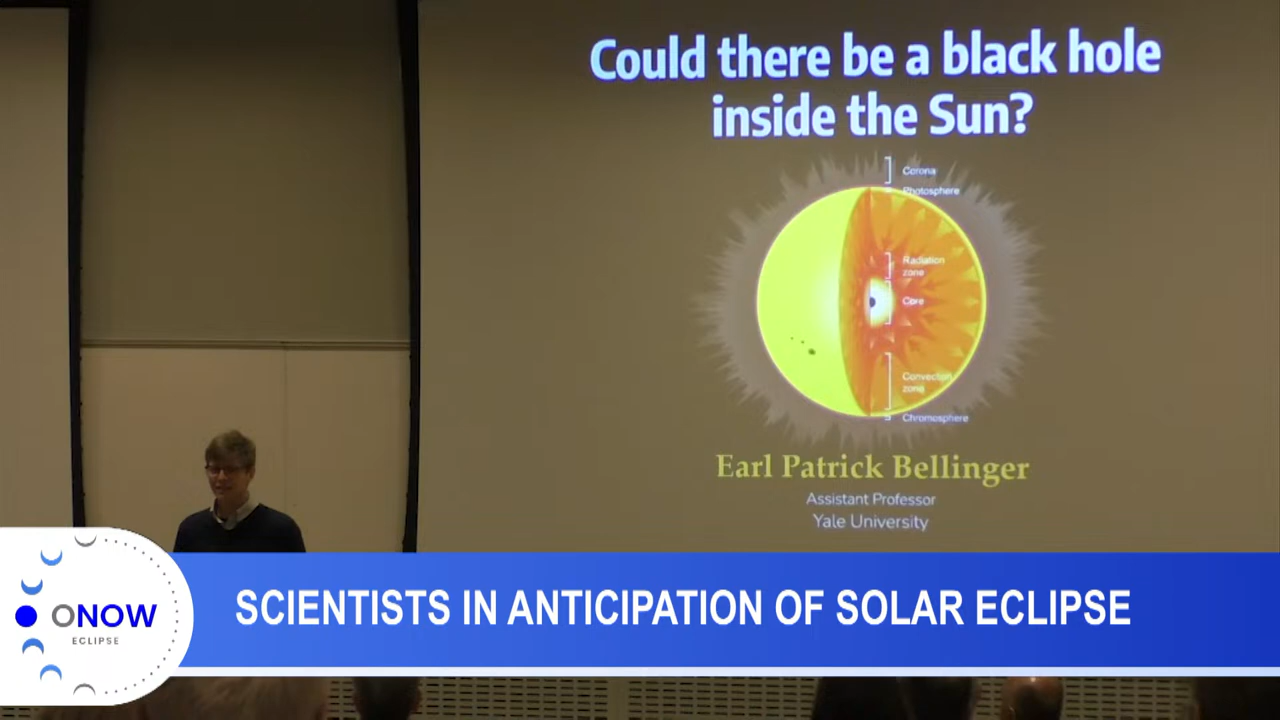 Could there be a black hole
inside the Sun?
Corona
Photosphere
Radiation
zone
Core
Convection
zone
Chromosphere
Earl Patrick Bellinger
Assistant Professor
Yale University
ONOW
ECLIPSE
SCIENTISTS IN ANTICIPATION OF SOLAR ECLIPSE